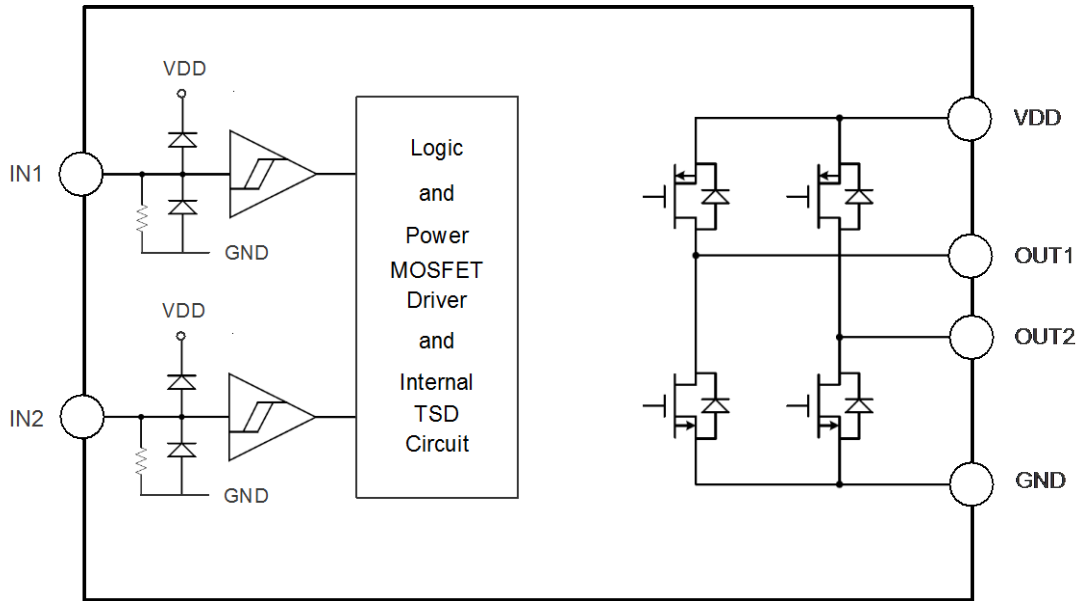 VDD
IN1
GND
VDD
IN2
GND
Logic
and
Power
MOSFET
Driver
and
Internal
TSD
Circuit
VDD
OUT1
OUT2
GND